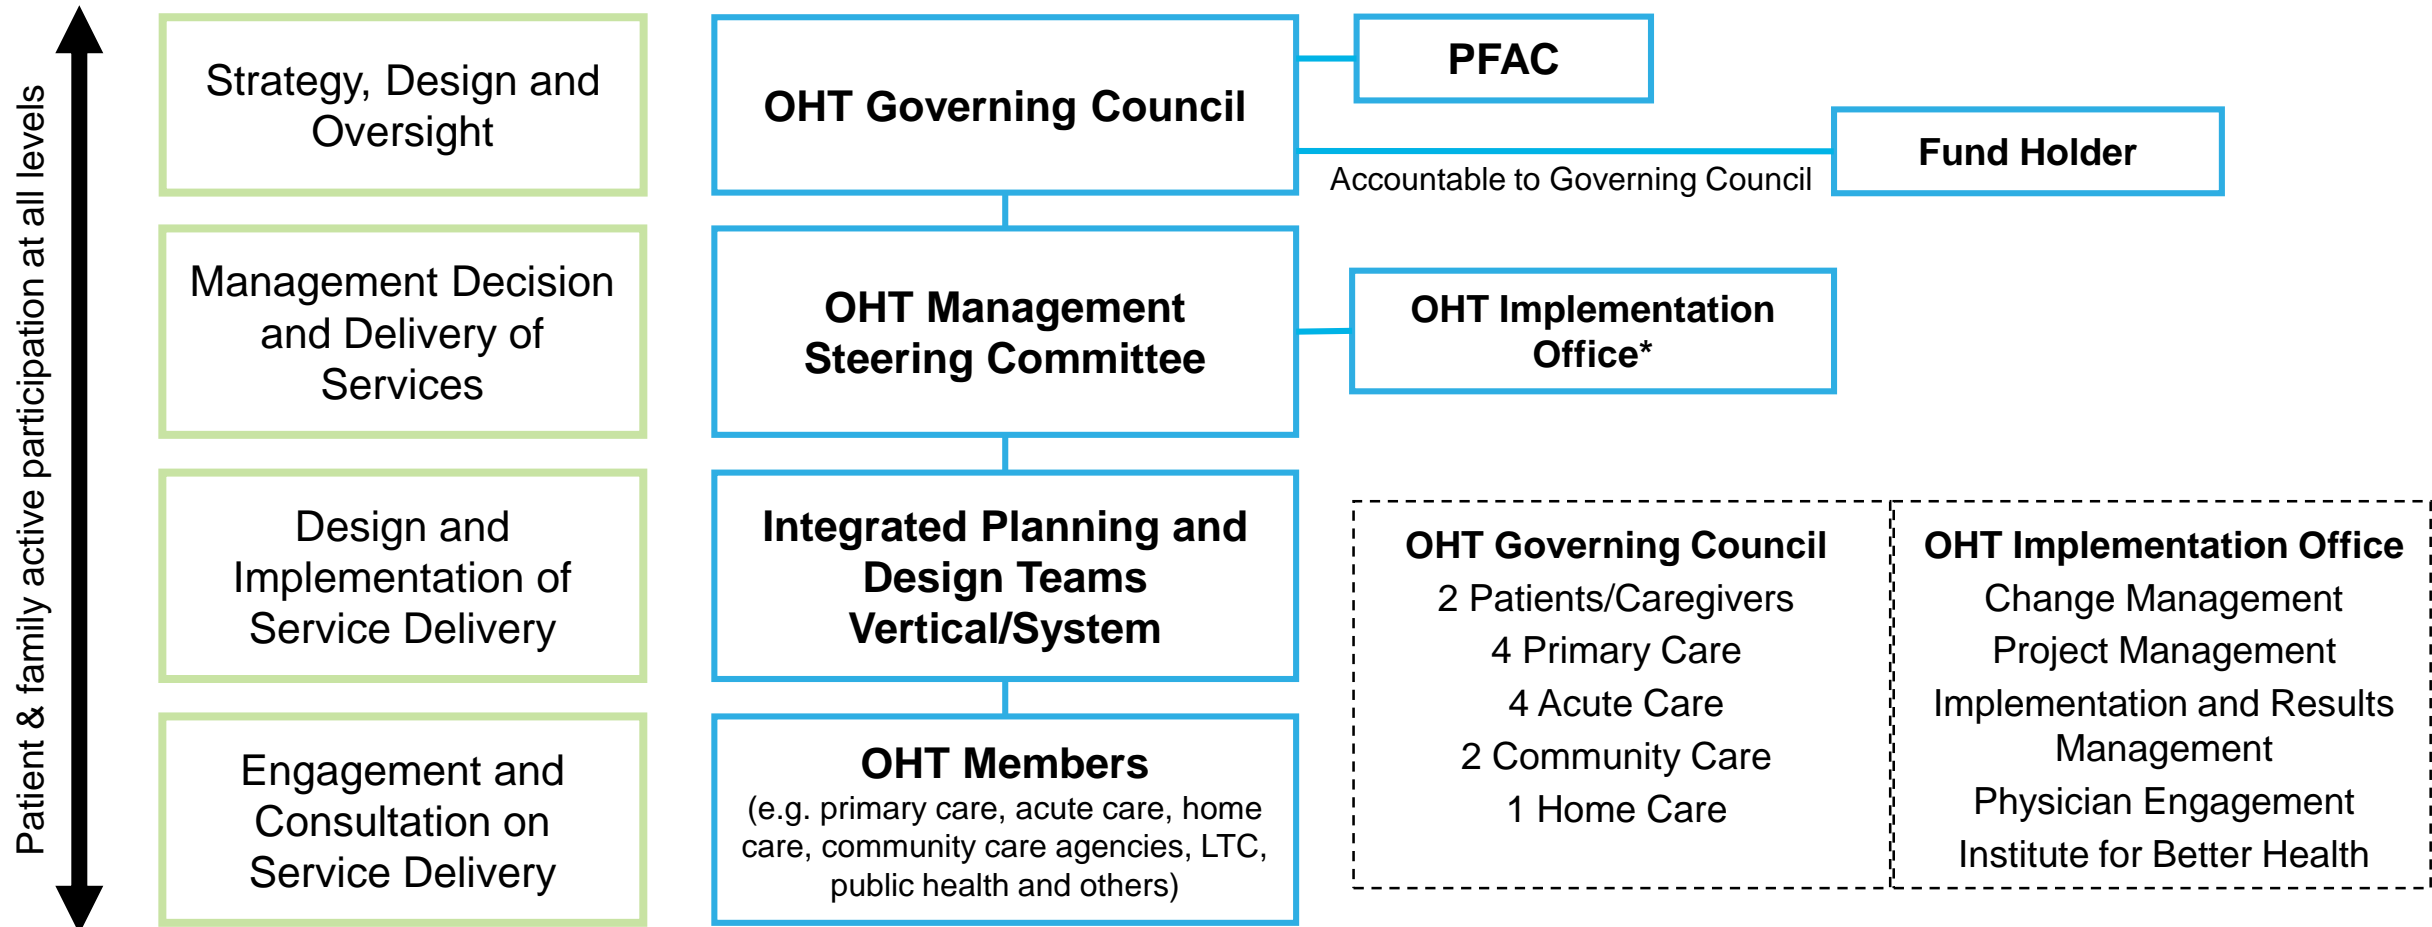 Patient & family active participation at all levels
Strategy, Design and
Oversight
OHT Governing Council
PFAC
Fund Holder
Accountable to Governing Council
Management Decision
and Delivery of
Services
OHT Management
Steering Committee
OHT Implementation
Office*
Design and
Implementation of
Service Delivery
Integrated Planning and
Design Teams
Vertical/System
Engagement and
Consultation on
Service Delivery
OHT Members
(e.g. primary care, acute care, home
care, community care agencies, LTC,
public health and others)
OHT Governing Council
2 Patients/Caregivers
4 Primary Care
4 Acute Care
2 Community Care
1 Home Care
OHT Implementation Office
Change Management
Project Management
Implementation and Results
Management
Physician Engagement
Institute for Better Health